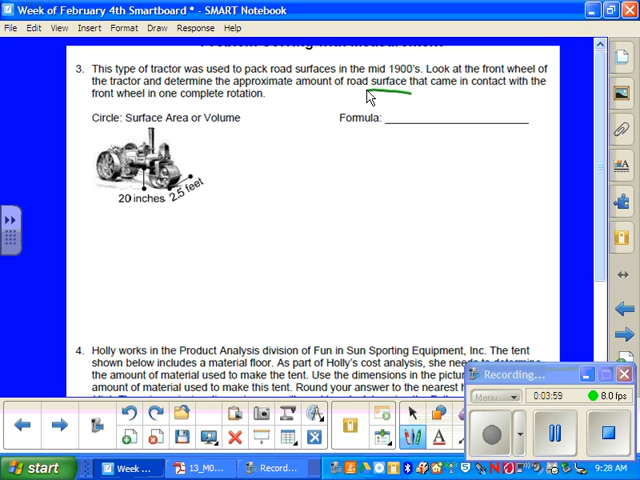 Week of February 4th Smartboard * - SMART Notebook
File Edit View Insert Format Draw Response Help
3. This type of tractor was used to pack road surfaces in the mid 1900's. Look at the front wheel of
the tractor and determine the approximate amount of road surface that came in contact with the
front wheel in one complete rotation.
Circle: Surface Area or Volume Formula:
20 inches
2.5 feet
4. Holly works in the Product Analysis division of Fun in Sun Sporting Equipment, Inc. The tent
shown below includes a material floor. As part of Holly's cost analysis, she
the amount of material used to make the tent. Use the dimensions in the
amount of material used to make this tent. Round your answer to the nearest
Recording...
Menu
03:59
8.0 fps
start
Week ...
13_M0...
Recor...
9:28 AM